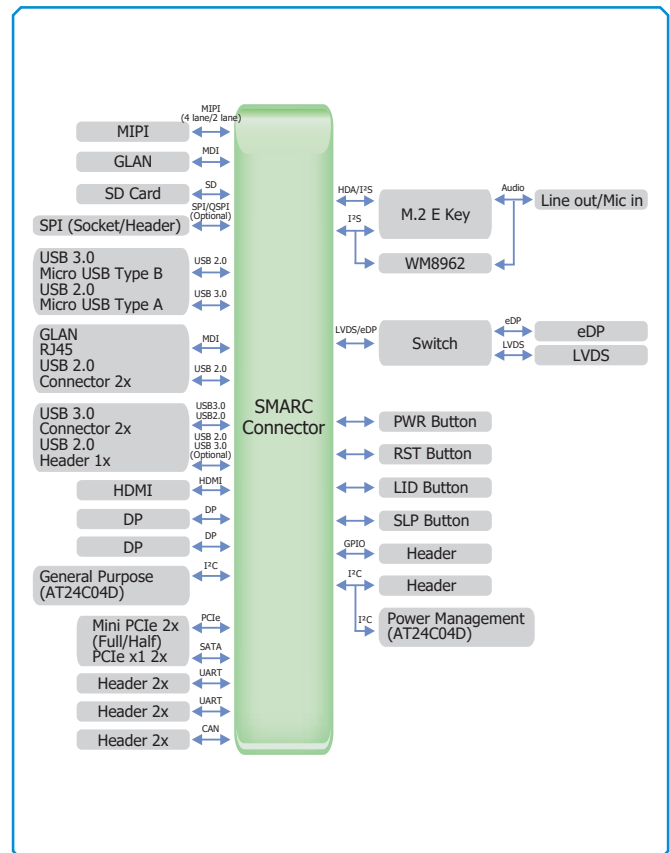 MIPI
MIPI
(4 lane/2 lane)
GLAN
MDI
SD Card
SD
SPI (Socket/Header)
SPI/QSPI
(Optional)
USB 3.0
Micro USB Type B
USB 2.0
Micro USB Type A
USB 2.0
USB 3.0
GLAN
RJ45
USB 2.0
Connector 2x
MDI
USB 2.0
USB 3.0
Connector 2x
USB 2.0
Header 1x
USB3.0
USB2.0
USB 2.0
USB 3.0
(Optional)
HDMI
HDMI
DP
DP
DP
DP
General Purpose
(AT24C04D)
I²C
Mini PCIe 2x
(Full/Half)
PCIe x1 2x
PCIe
SATA
Header 2x
UART
Header 2x
UART
Header 2x
CAN
SMARC
Connector
HDA/I²S
I²S
M.2 E Key
Audio
Line out/Mic in
WM8962
LVDS/eDP
Switch
eDP
eDP
LVDS
LVDS
PWR Button
RST Button
LID Button
SLP Button
GPIO
Header
I²C
Header
I²C
Power Management
(AT24C04D)